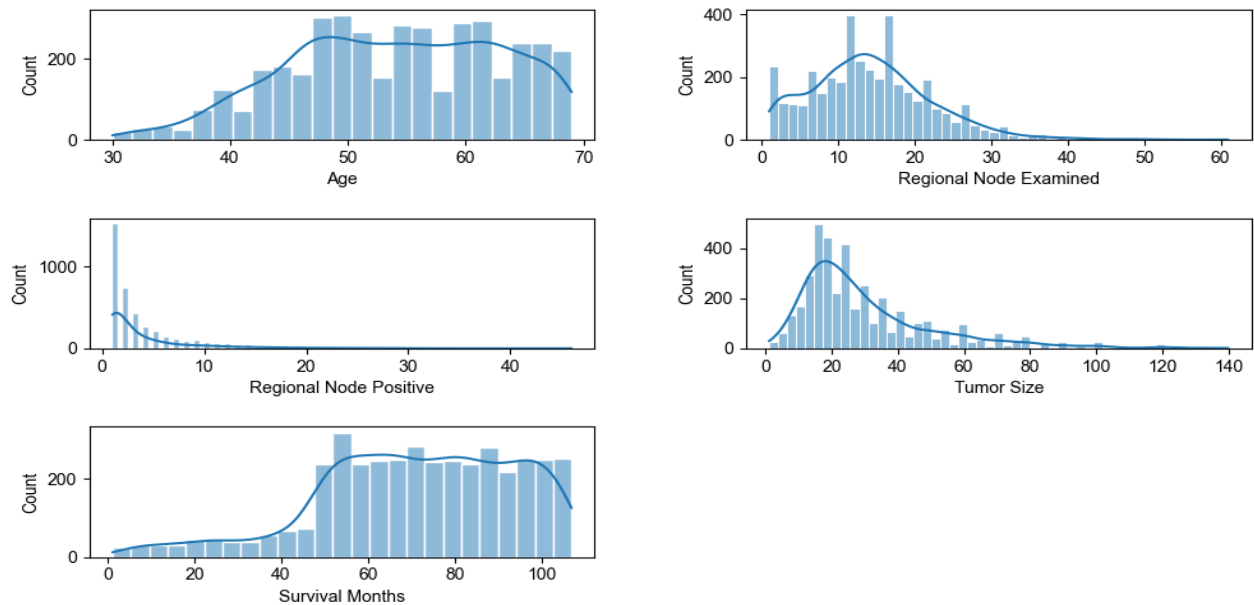 200
0
Count
30 40 50 60 70
Age
400
200
0
Count
0 10 20 30 40 50 60
Regional Node Examined
1000
0
Count
0 10 20 30 40
Regional Node Positive
400
200
0
Count
0 20 40 60 80 100 120 140
Tumor Size
200
0
Count
0 20 40 60 80 100
Survival Months